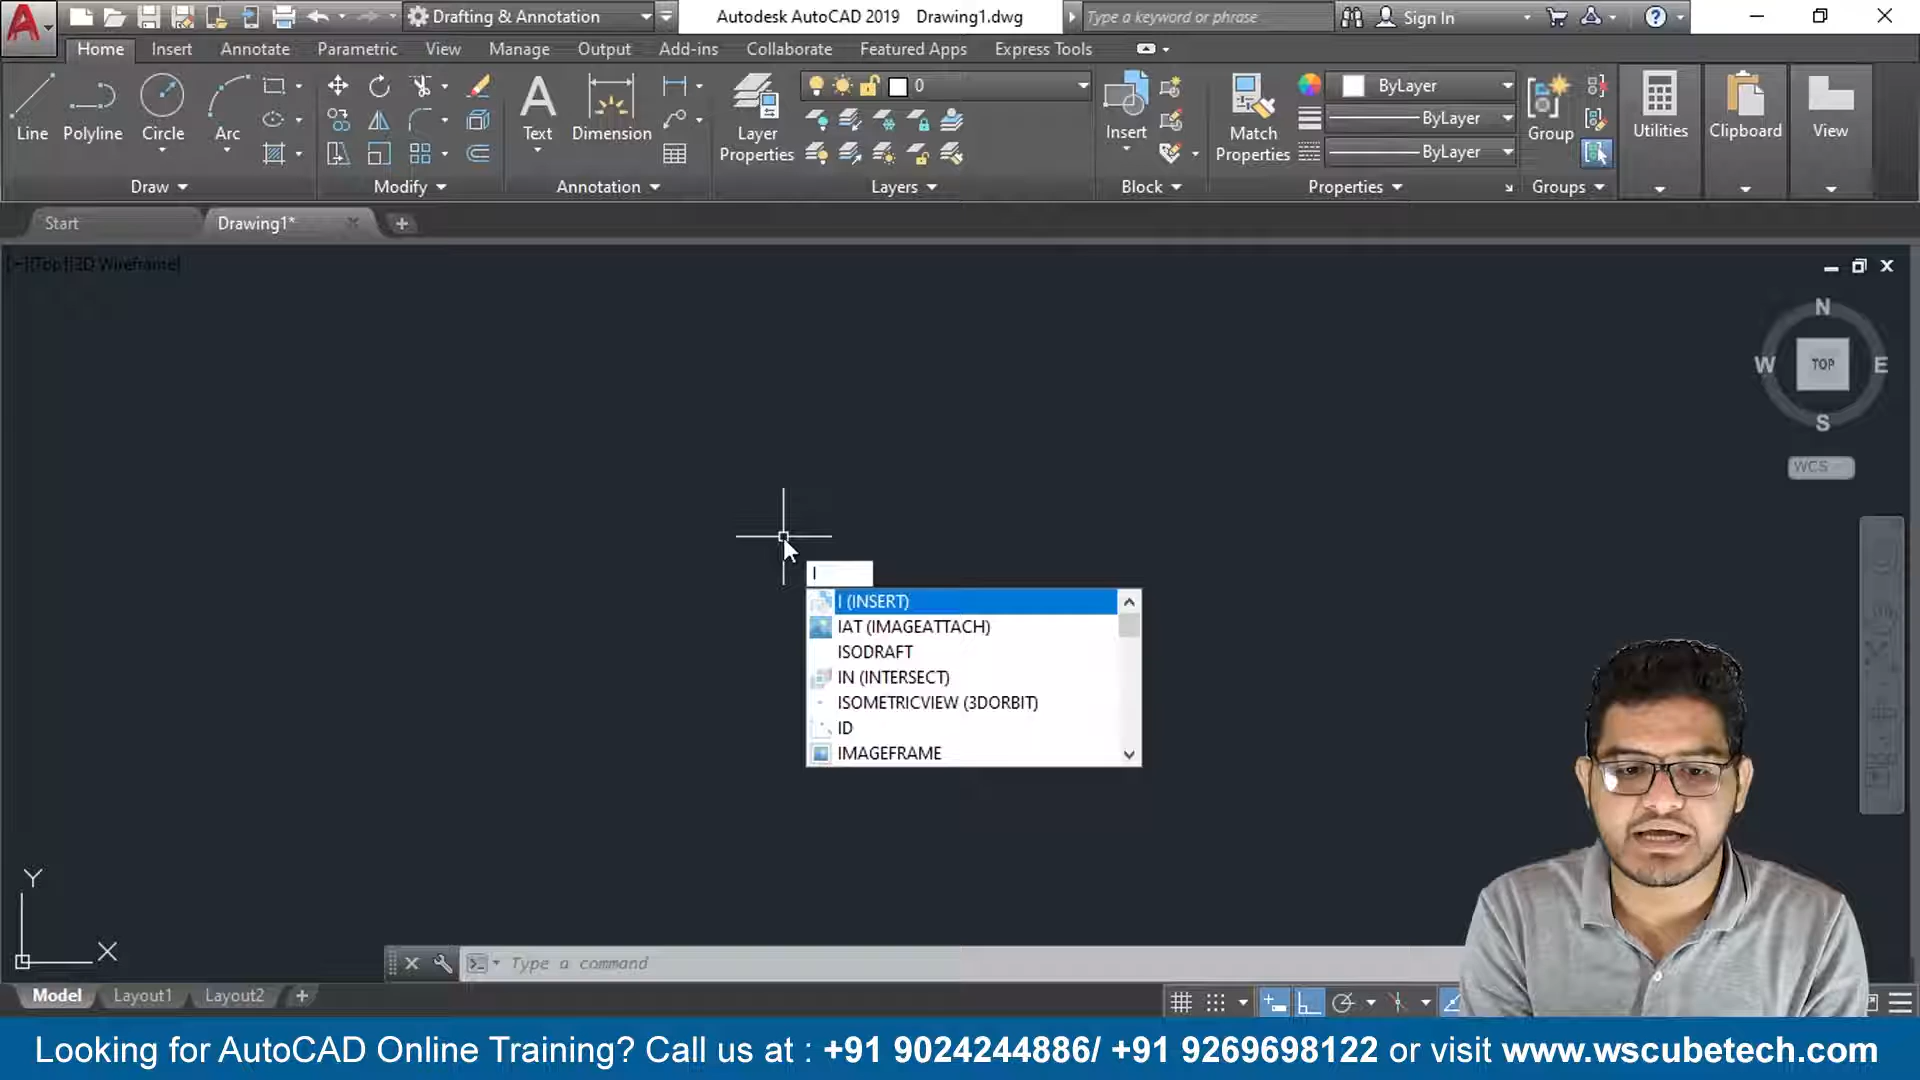 Drafting & Annotation
Autodesk AutoCAD 2019 Drawing1.dwg
Type a keyword or phrase
Sign In
Home Insert Annotate Parametric View Manage Output Add-ins Collaborate Featured Apps Express Tools
Line Polyline Circle Arc
Text Dimension
Layer Properties
0
Insert
Match Properties
ByLayer
ByLayer
ByLayer
Group
Utilities
Clipboard
View
Draw Modify Annotation Layers Block Properties Groups
Start Drawing1*
[-][Top][2D Wireframe]
N
W TOP E
S
WCS
I
I (INSERT)
IAT (IMAGEATTACH)
ISODRAFT
IN (INTERSECT)
ISOMETRICVIEW (3DORBIT)
ID
IMAGEFRAME
Y
X
Type a command
Model Layout1 Layout2
Looking for AutoCAD Online Training? Call us at : +91 9024244886/ +91 9269698122 or visit www.wscubetech.com